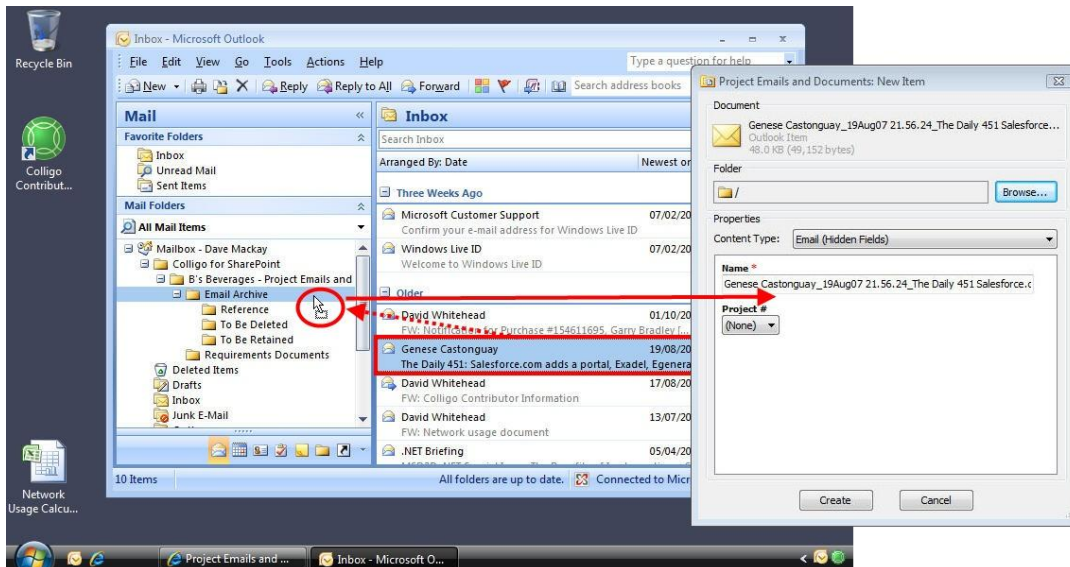 Recycle Bin
Colligo
Contribut...
Network
Usage Calcu...
Inbox - Microsoft Outlook
File Edit View Go Tools Actions Help
Type a question for help
New Reply Reply to All Forward Search address books
Mail
Favorite Folders
Inbox
Unread Mail
Sent Items
Mail Folders
All Mail Items
Mailbox - Dave Mackay
Colligo for SharePoint
B's Beverages - Project Emails and
Email Archive
Reference
To Be Deleted
To Be Retained
Requirements Documents
Deleted Items
Drafts
Inbox
Junk E-Mail
Inbox
Search Inbox
Arranged By: Date Newest on
Three Weeks Ago
Microsoft Customer Support 07/02/20
Confirm your e-mail address for Windows Live ID
Windows Live ID 07/02/20
Welcome to Windows Live ID
Older
David Whitehead 01/10/20
FW: Notification for Purchase #154611695, Garry Bradley [...
Genese Castonguay 19/08/20
The Daily 451: Salesforce.com adds a portal, Exadel, Egenera
David Whitehead 17/08/20
FW: Colligo Contributor Information
David Whitehead 13/07/20
FW: Network usage document
.NET Briefing 05/04/20
10 Items All folders are up to date. Connected to Micr
Project Emails and Documents: New Item
Document
Genese Castonguay_19Aug07 21.56.24_The Daily 451 Salesforce...
Outlook Item
48.0 KB (49,152 bytes)
Folder
/ Browse...
Properties
Content Type: Email (Hidden Fields)
Name *
Genese Castonguay_19Aug07 21.56.24_The Daily 451 Salesforce.c
Project #
(None)
Create Cancel
Project Emails and ... Inbox - Microsoft O...